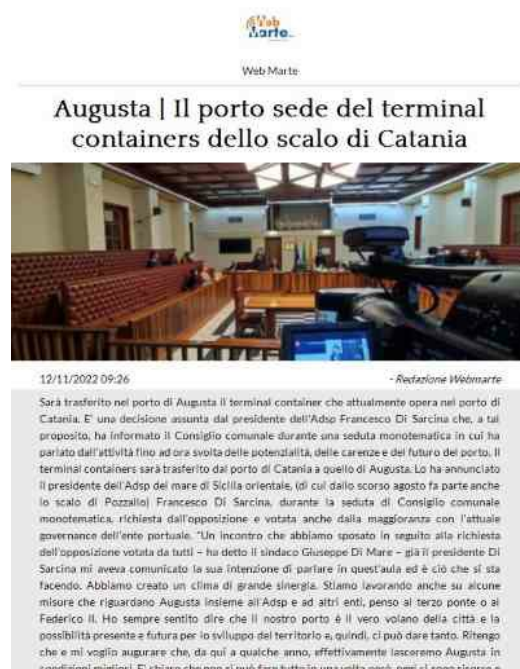 Web
Marte
Web Marte
Augusta | Il porto sede del terminal
containers dello scalo di Catania
12/11/2022 09:26
- Redazione Webmarte
Sarà trasferito nel porto di Augusta il terminal container che attualmente opera nel porto di
Catania. E' una decisione assunta dal presidente dell'Adsp Francesco Di Sarcina che, a tal
proposito, ha informato il Consiglio comunale durante una seduta monotematica in cui ha
parlato dall'attività fino ad ora svolta delle potenzialità, delle carenze e del futuro del porto. Il
terminal containers sarà trasferito dal porto di Catania a quello di Augusta. Lo ha annunciato
il presidente dell'Adsp del mare di Sicilia orientale, (di cui dallo scorso agosto fa parte anche
lo scalo di Pozzallo) Francesco Di Sarcina, durante la seduta di Consiglio comunale
monotematica, richiesta dall'opposizione e votata anche dalla maggioranza con l'attuale
governance dell'ente portuale. "Un incontro che abbiamo sposato in seguito alla richiesta
dell'opposizione votata da tutti – ha detto il sindaco Giuseppe Di Mare – già il presidente Di
Sarcina mi aveva comunicato la sua intenzione di parlare in quest'aula ed è ciò che si sta
facendo. Abbiamo creato un clima di grande sinergia. Stiamo lavorando anche su alcune
misure che riguardano Augusta insieme all'Adsp e ad altri enti, penso al terzo ponte o al
Federico II. Ho sempre sentito dire che il nostro porto è il vero volano della città e la
possibilità presente e futura per lo sviluppo del territorio e, quindi, ci può dare tanto. Ritengo
che e mi voglio augurare che, da qui a qualche anno, effettivamente lasceremo Augusta in
condizioni migliori. E' chiaro che non si può fare tutto in una volta